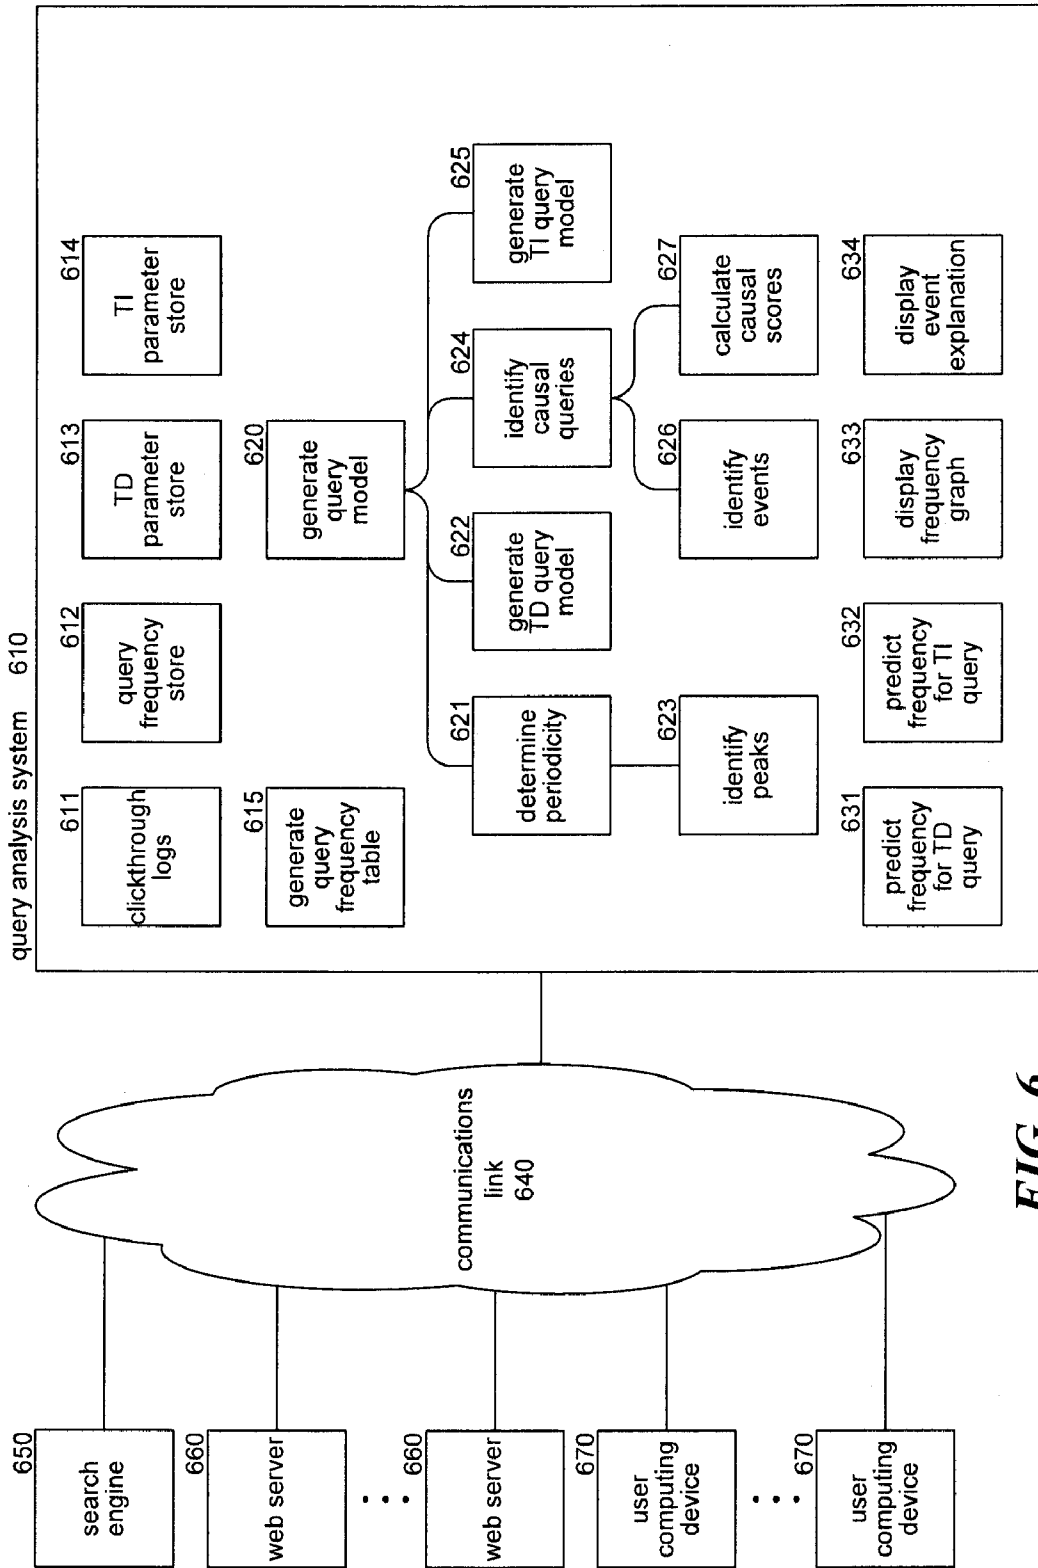 query analysis system 610
611
clickthrough
logs
612
query
frequency
store
613
TD
parameter
store
614
TI
parameter
store
615
generate
query
frequency
table
620
generate
query
model
621
determine
periodicity
622
generate
TD query
model
624
identify
causal
queries
625
generate
TI query
model
623
identify
peaks
626
identify
events
627
calculate
causal
scores
631
predict
frequency
for TD
query
632
predict
frequency
for TI
query
633
display
frequency
graph
634
display
event
explanation
communications
link
640
650
search
engine
660
web server
660
web server
670
user
computing
device
670
user
computing
device
FIG. 6